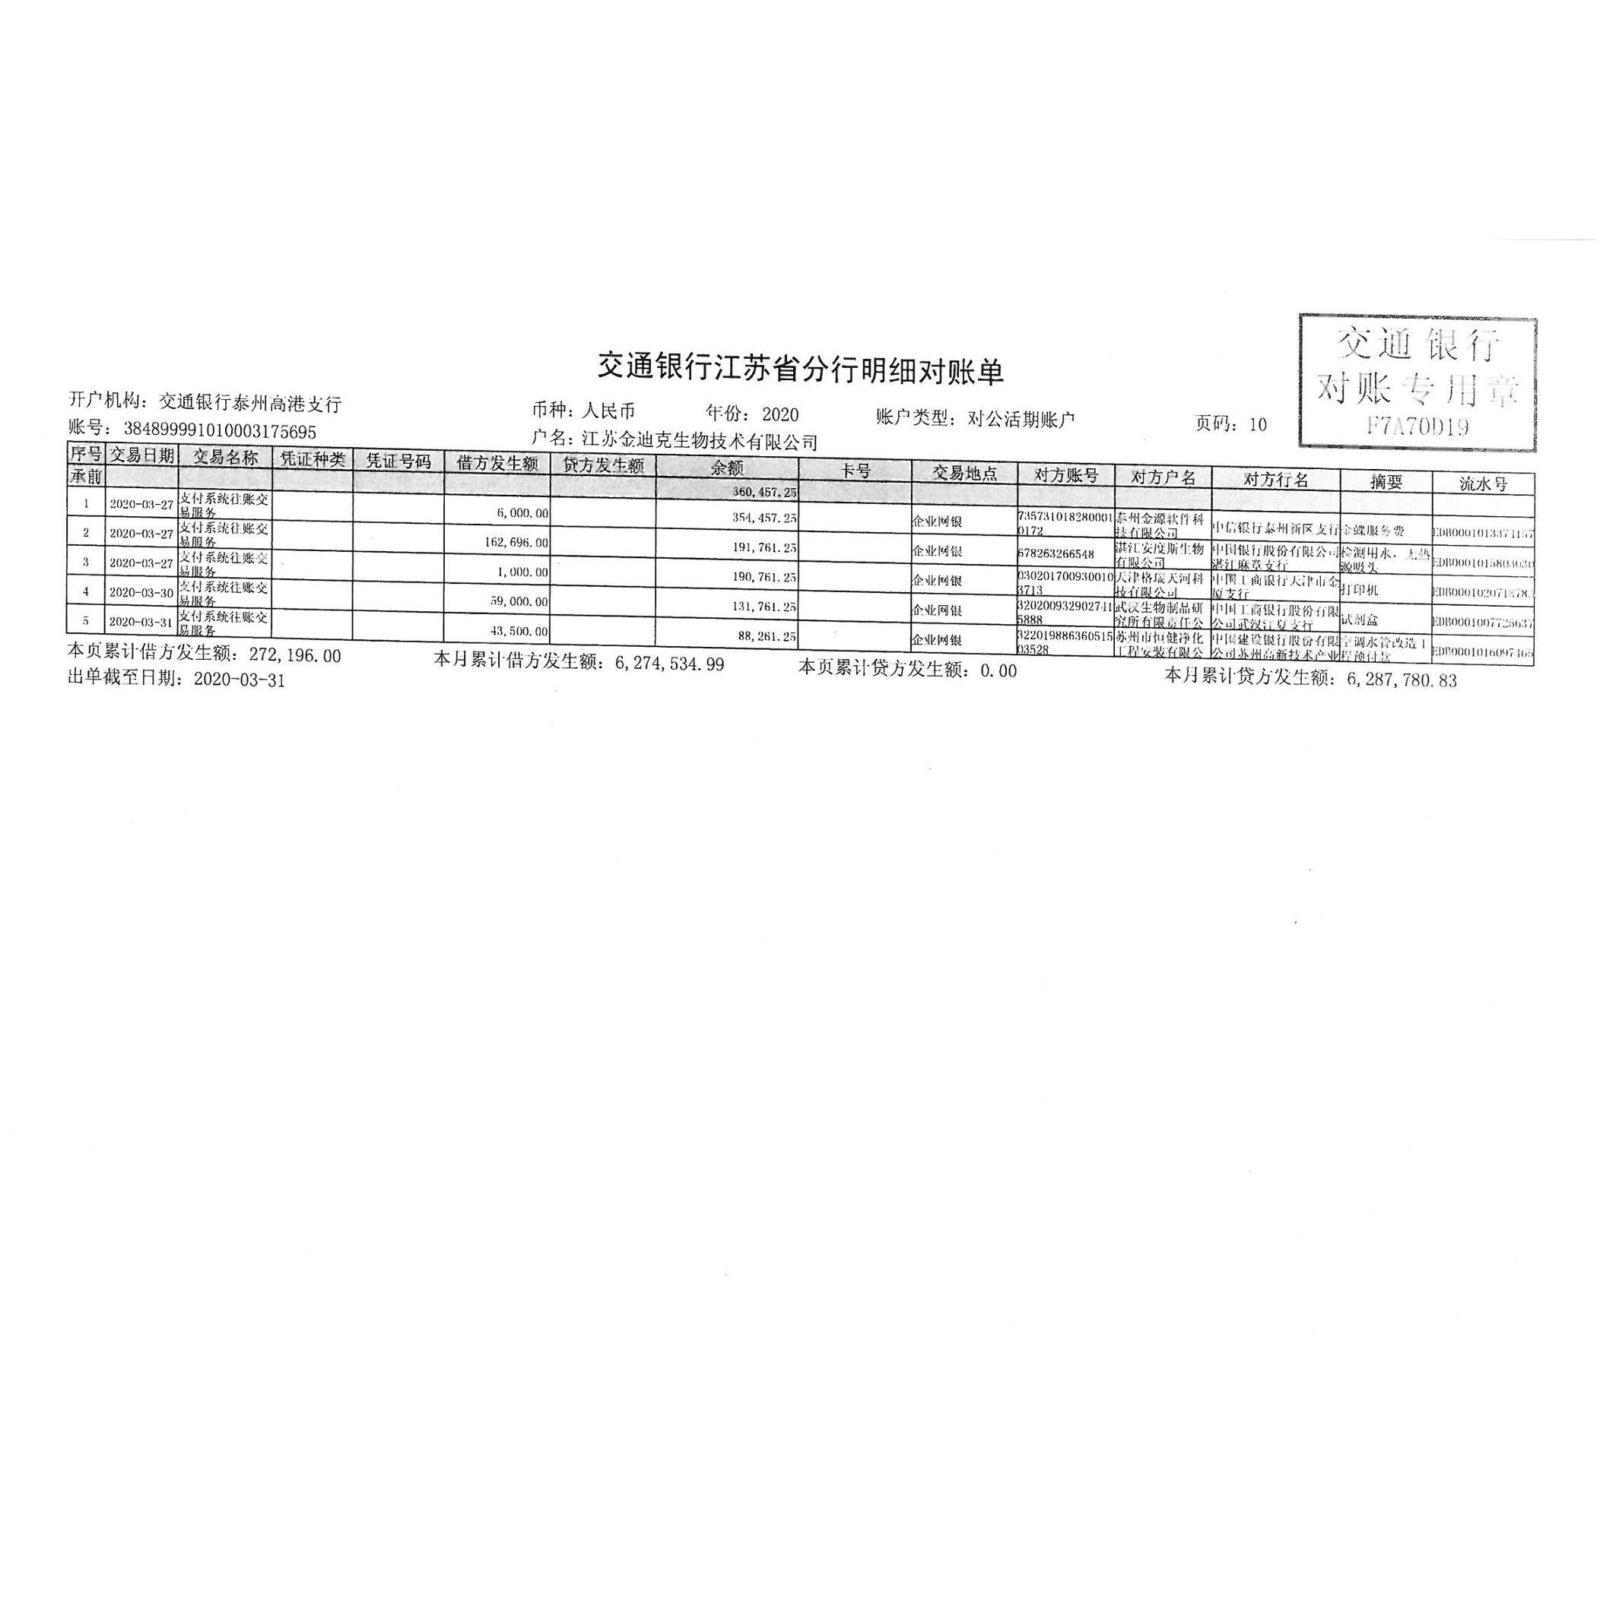 交通银行
对账专用章
F7A70D19
交通银行江苏省分行明细对账单
开户机构：交通银行泰州高港支行 币种：人民币 年份：2020 账户类型：对公活期账户 页码：10
账号：384899991010003175695 户名：江苏金迪克生物技术有限公司
序号 交易日期 交易名称 凭证种类 凭证号码 借方发生额 贷方发生额 余额 卡号 交易地点 对方账号 对方户名 对方行名 摘要 流水号
承前 360,457.25
1 2020-03-27 支付系统往账交 6,000.00 354,457.25 企业网银 735731018280001 泰州金源软件科 中信银行泰州新区支行 金蝶服务费
易服务 0172 技有限公司
2 2020-03-27 支付系统往账交 162,696.00 191,761.25 企业网银 678263266548 湛江安度斯生物 中国银行股份有限公司 检测用水、无热
易服务 有限公司 湛江麻章支行 源吸头
3 2020-03-27 支付系统往账交 1,000.00 190,761.25 企业网银 030201700930010 天津格瑞天河科 中国工商银行天津市金 打印机
易服务 3713 技有限公司 厦支行
4 2020-03-30 支付系统往账交 59,000.00 131,761.25 企业网银 320200932902741 武汉生物制品研 中国工商银行股份有限 试剂盒
易服务 5888 究所有限责任公 公司武汉江夏支行
5 2020-03-31 支付系统往账交 43,500.00 88,261.25 企业网银 322019886360515 苏州市恒健净化 中国建设银行股份有限 空调水管改造工
易服务 03528 工程安装有限公 公司苏州高新技术产业 程预付款
本页累计借方发生额：272,196.00 本月累计借方发生额：6,274,534.99 本页累计贷方发生额：0.00 本月累计贷方发生额：6,287,780.83
出单截至日期：2020-03-31